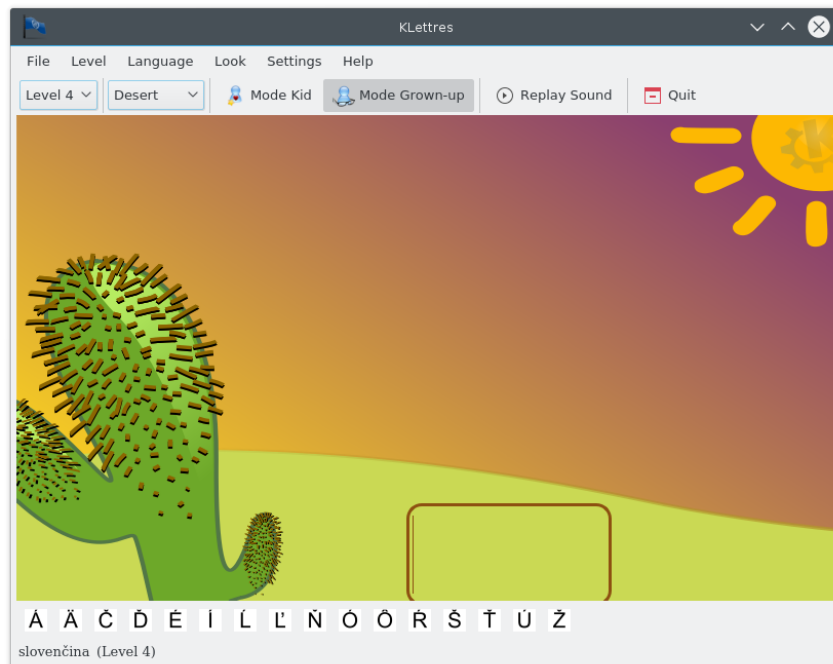 KLettres
File Level Language Look Settings Help
Level 4 Desert Mode Kid Mode Grown-up Replay Sound Quit
Á Ä Č Ď É Í Ĺ Ľ Ň Ó Ô Ŕ Š Ť Ú Ž
slovenčina (Level 4)